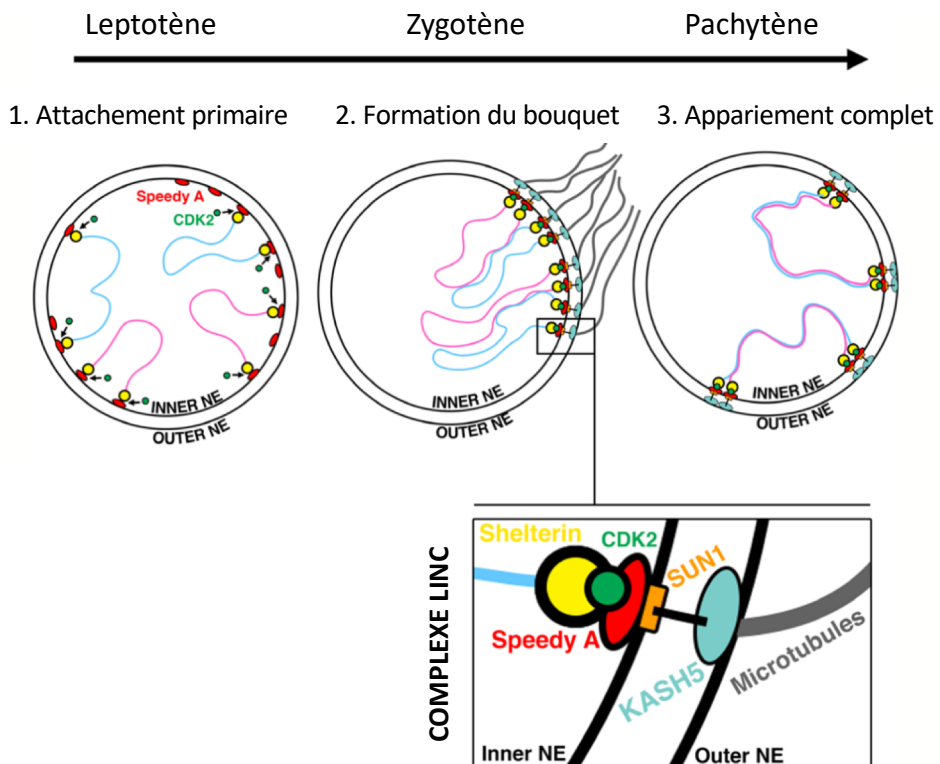 Leptotène
Zygotène
Pachytène
1. Attachement primaire
2. Formation du bouquet
3. Appariement complet
Speedy A
CDK2
INNER NE
OUTER NE
INNER NE
OUTER NE
INNER NE
OUTER NE
COMPLEXE LINC
Shelterin
CDK2
SUN1
Speedy A
KASH5
Microtubules
Inner NE
Outer NE